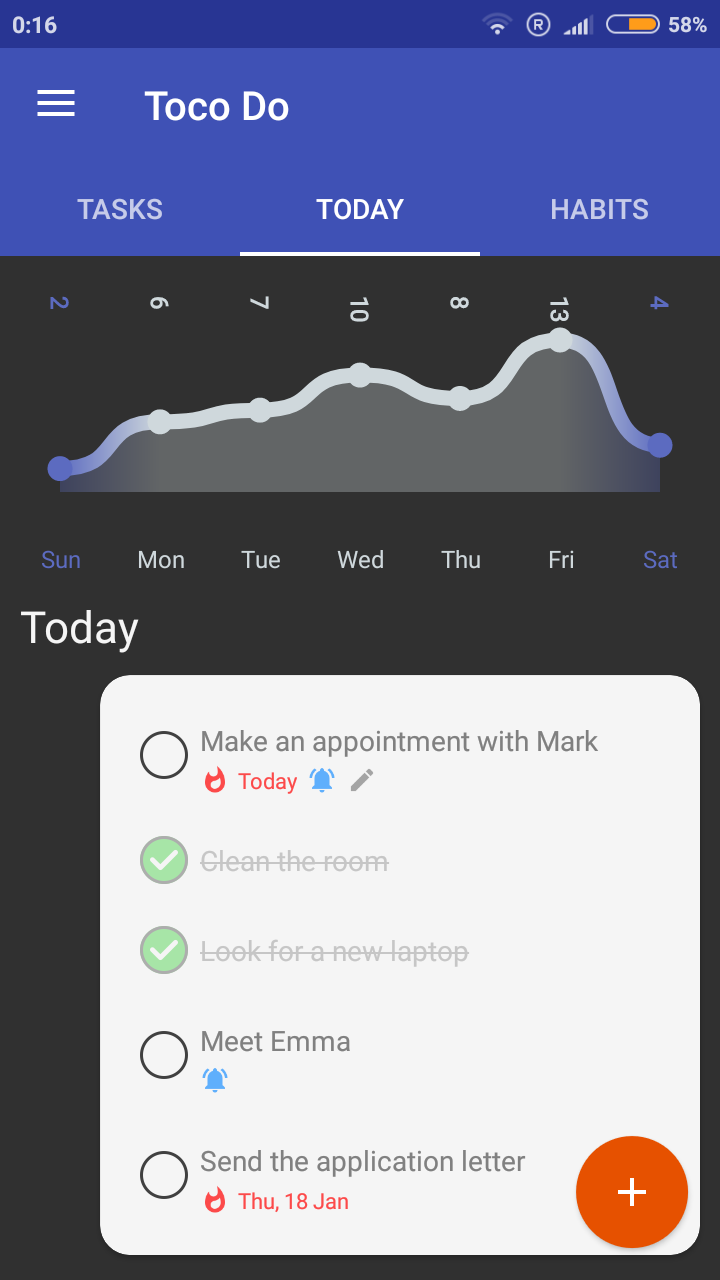 0:16 R 58%
Toco Do
TASKS TODAY HABITS
2 6 7 10 8 13 4
Sun Mon Tue Wed Thu Fri Sat
Today
Make an appointment with Mark
Today
Clean the room
Look for a new laptop
Meet Emma
Send the application letter
Thu, 18 Jan